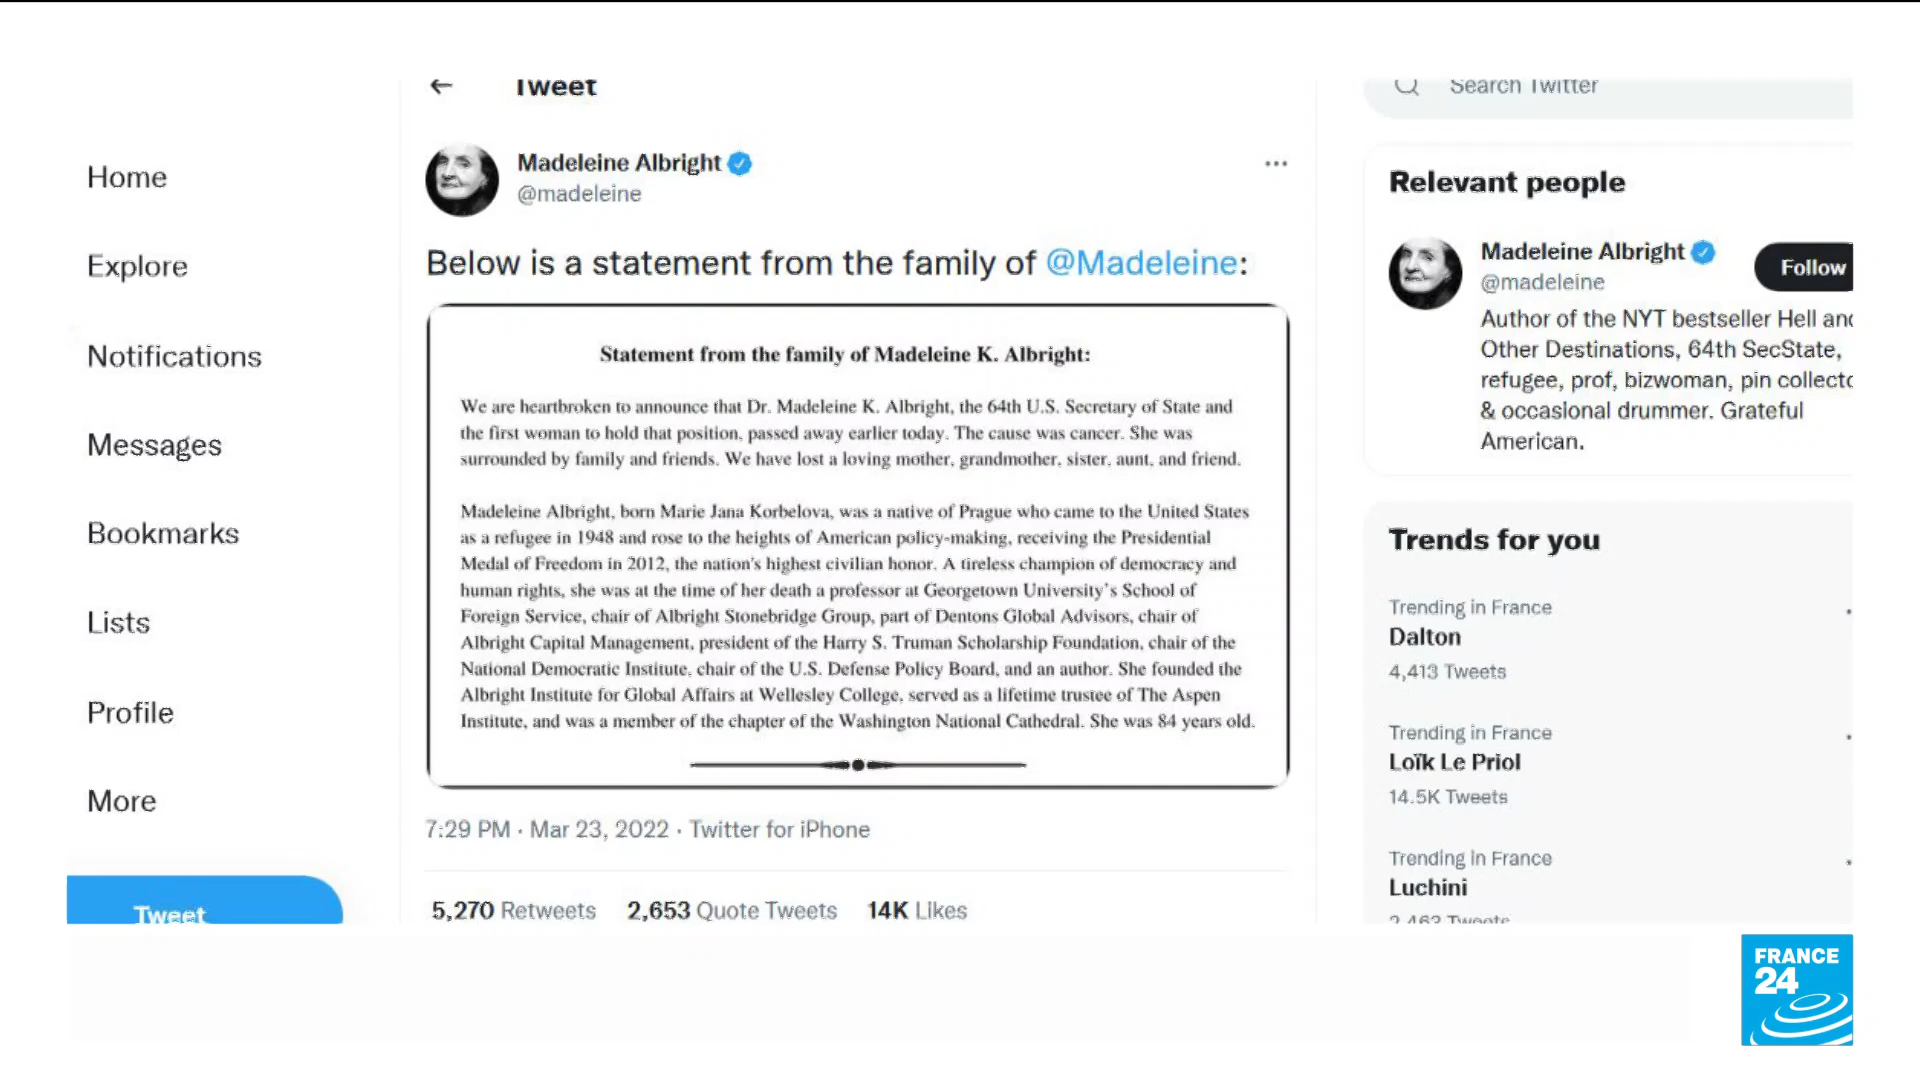 Tweet
Search Twitter
Home
Explore
Notifications
Messages
Bookmarks
Lists
Profile
More
Tweet
Madeleine Albright
@madeleine
Below is a statement from the family of @Madeleine:
Statement from the family of Madeleine K. Albright:
We are heartbroken to announce that Dr. Madeleine K. Albright, the 64th U.S. Secretary of State and
the first woman to hold that position, passed away earlier today. The cause was cancer. She was
surrounded by family and friends. We have lost a loving mother, grandmother, sister, aunt, and friend.
Madeleine Albright, born Marie Jana Korbelova, was a native of Prague who came to the United States
as a refugee in 1948 and rose to the heights of American policy-making, receiving the Presidential
Medal of Freedom in 2012, the nation's highest civilian honor. A tireless champion of democracy and
human rights, she was at the time of her death a professor at Georgetown University's School of
Foreign Service, chair of Albright Stonebridge Group, part of Dentons Global Advisors, chair of
Albright Capital Management, president of the Harry S. Truman Scholarship Foundation, chair of the
National Democratic Institute, chair of the U.S. Defense Policy Board, and an author. She founded the
Albright Institute for Global Affairs at Wellesley College, served as a lifetime trustee of The Aspen
Institute, and was a member of the chapter of the Washington National Cathedral. She was 84 years old.
7:29 PM · Mar 23, 2022 · Twitter for iPhone
5,270 Retweets 2,653 Quote Tweets 14K Likes
Relevant people
Madeleine Albright
@madeleine
Follow
Author of the NYT bestseller Hell and
Other Destinations, 64th SecState,
refugee, prof, bizwoman, pin collecto
& occasional drummer. Grateful
American.
Trends for you
Trending in France
Dalton
4,413 Tweets
Trending in France
Loïk Le Priol
14.5K Tweets
Trending in France
Luchini
2,463 Tweets
FRANCE
24